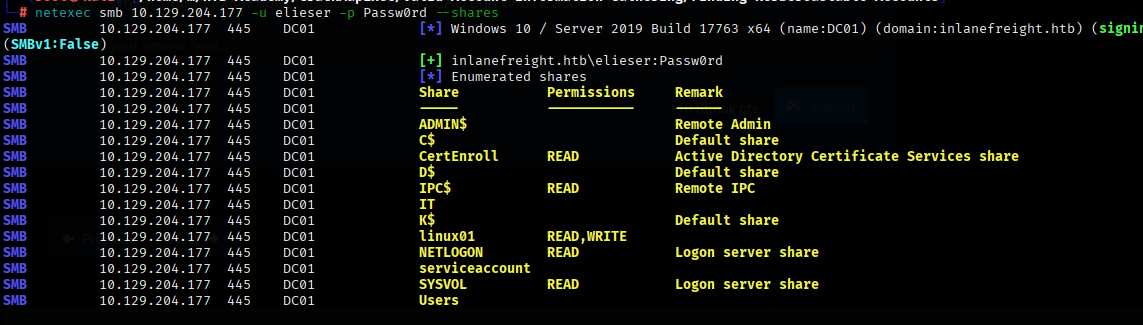 # netexec smb 10.129.204.177 -u elieser -p Passw0rd --shares
SMB 10.129.204.177 445 DC01 [*] Windows 10 / Server 2019 Build 17763 x64 (name:DC01) (domain:inlanefreight.htb) (signin
(SMBv1:False)
SMB 10.129.204.177 445 DC01 [+] inlanefreight.htb\elieser:Passw0rd
SMB 10.129.204.177 445 DC01 [*] Enumerated shares
SMB 10.129.204.177 445 DC01 Share Permissions Remark
SMB 10.129.204.177 445 DC01 ----- ----------- ------
SMB 10.129.204.177 445 DC01 ADMIN$ Remote Admin
SMB 10.129.204.177 445 DC01 C$ Default share
SMB 10.129.204.177 445 DC01 CertEnroll READ Active Directory Certificate Services share
SMB 10.129.204.177 445 DC01 D$ Default share
SMB 10.129.204.177 445 DC01 IPC$ READ Remote IPC
SMB 10.129.204.177 445 DC01 IT
SMB 10.129.204.177 445 DC01 K$ Default share
SMB 10.129.204.177 445 DC01 linux01 READ,WRITE
SMB 10.129.204.177 445 DC01 NETLOGON READ Logon server share
SMB 10.129.204.177 445 DC01 serviceaccount
SMB 10.129.204.177 445 DC01 SYSVOL READ Logon server share
SMB 10.129.204.177 445 DC01 Users
Submit